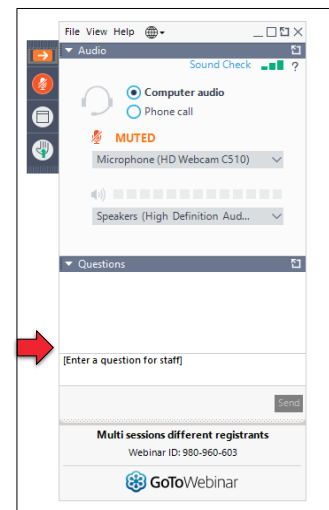 File View Help
Audio
Sound Check ?
Computer audio
Phone call
MUTED
Microphone (HD Webcam C510)
Speakers (High Definition Aud...
Questions
[Enter a question for staff]
Send
Multi sessions different registrants
Webinar ID: 980-960-603
GoToWebinar